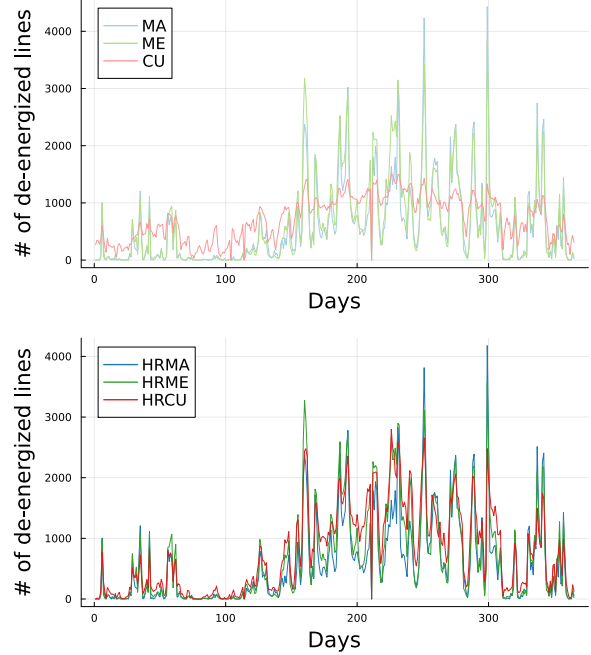 # of de-energized lines
4000
3000
2000
1000
0
MA
ME
CU
0
100
200
300
Days
# of de-energized lines
4000
3000
2000
1000
0
HRMA
HRME
HRCU
0
100
200
300
Days